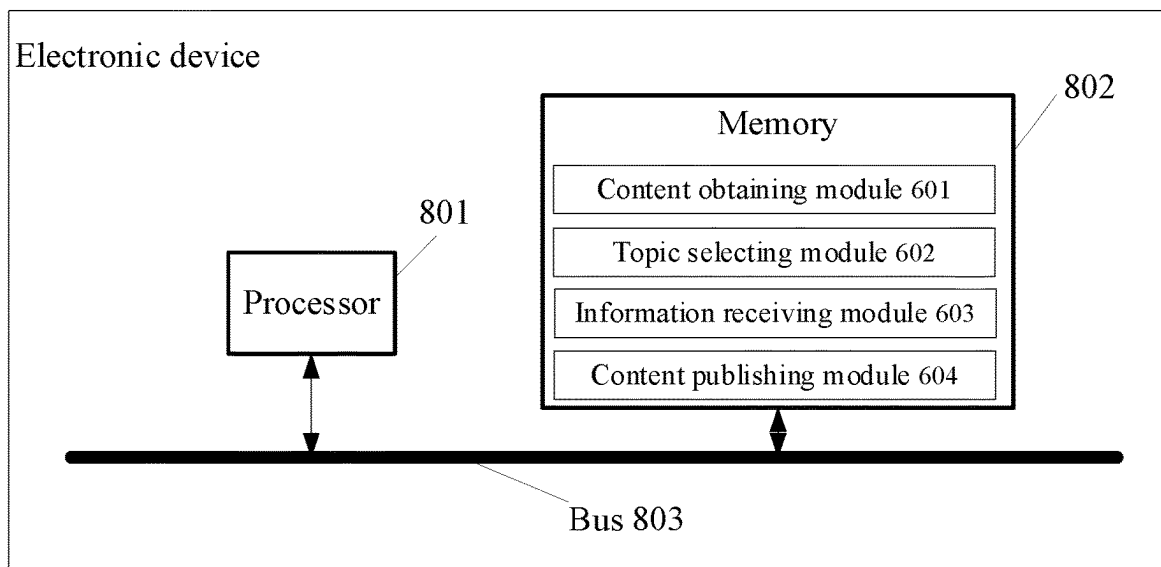 Electronic device
802
Memory
Content obtaining module 601
801
Topic selecting module 602
Processor
Information receiving module 603
Content publishing module 604
Bus 803